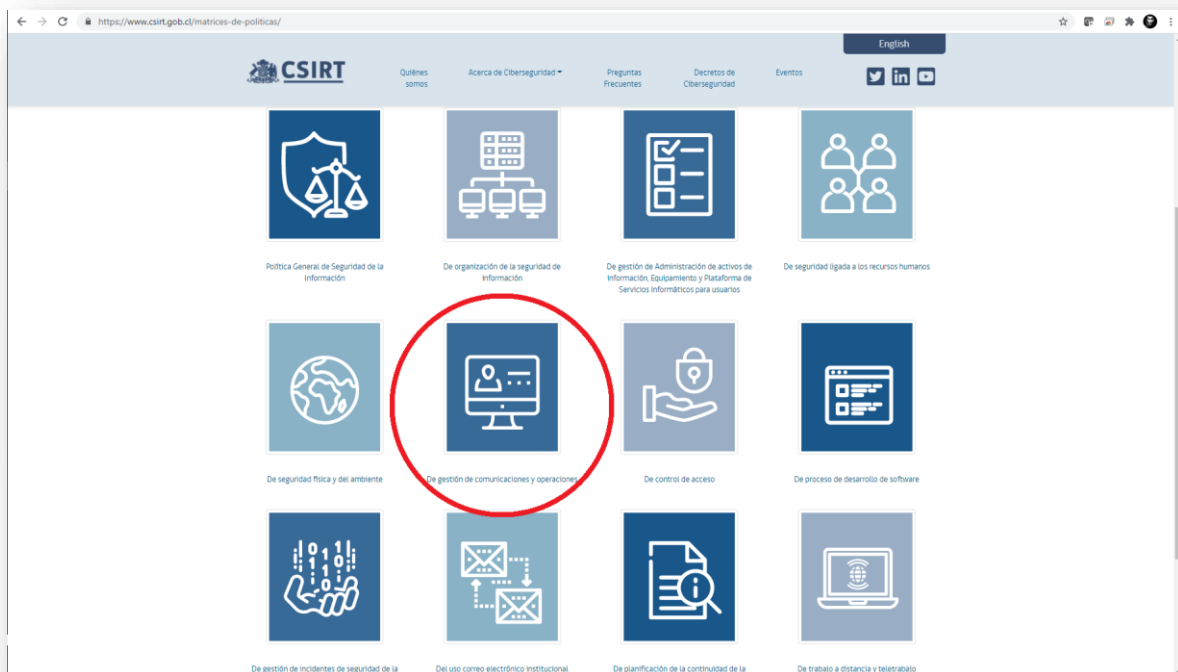 https://www.csirt.gob.cl/matrices-de-politicas/
English
CSIRT
Quiénes somos
Acerca de Ciberseguridad
Preguntas Frecuentes
Decretos de Ciberseguridad
Eventos
Política General de Seguridad de la
Información
De organización de la seguridad de
información
De gestión de Administración de activos de
información, Equipamiento y Plataforma de
Servicios Informáticos para usuarios
De seguridad ligada a los recursos humanos
De seguridad física y del ambiente
De gestión de comunicaciones y operaciones
De control de acceso
De proceso de desarrollo de software
De gestión de incidentes de seguridad de la
Del uso correo electrónico institucional
De planificación de la continuidad de la
De trabajo a distancia y teletrabajo